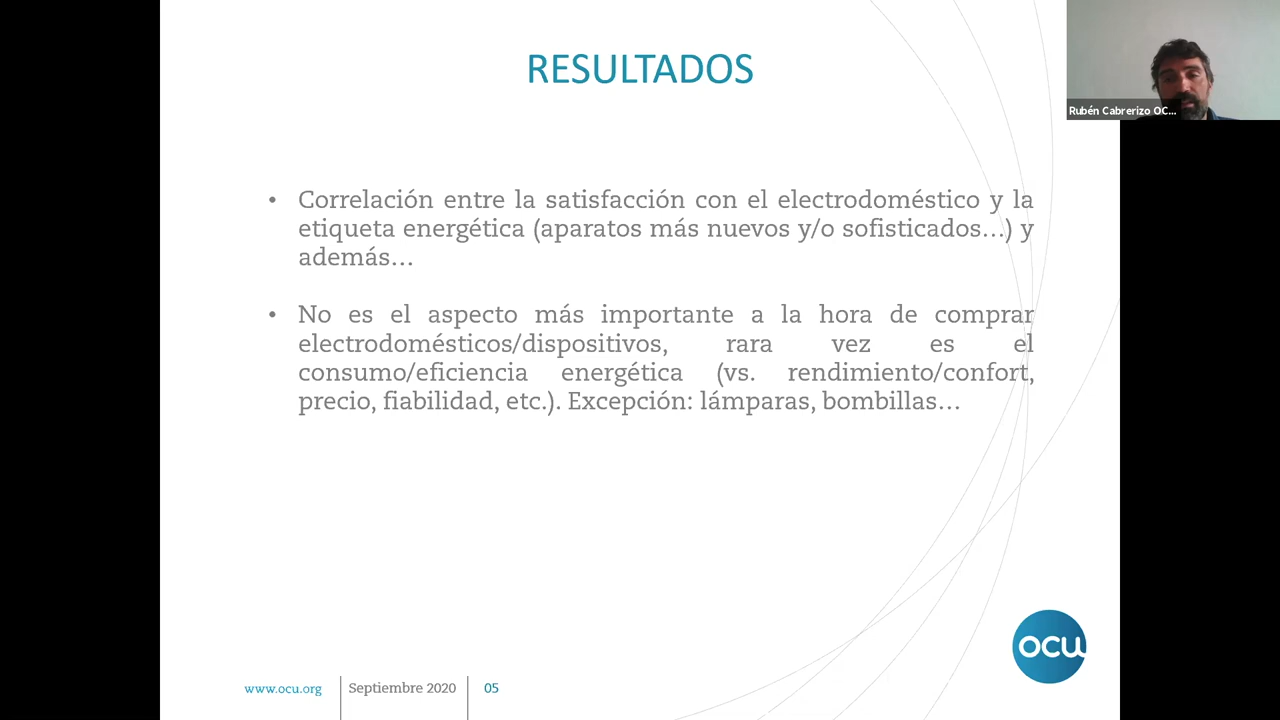 RESULTADOS
Rubén Cabrerizo OC...
• Correlación entre la satisfacción con el electrodoméstico y la
etiqueta energética (aparatos más nuevos y/o sofisticados…) y
además…
• No es el aspecto más importante a la hora de comprar
electrodomésticos/dispositivos, rara vez es el
consumo/eficiencia energética (vs. rendimiento/confort,
precio, fiabilidad, etc.). Excepción: lámparas, bombillas…
ocu
www.ocu.org Septiembre 2020 05